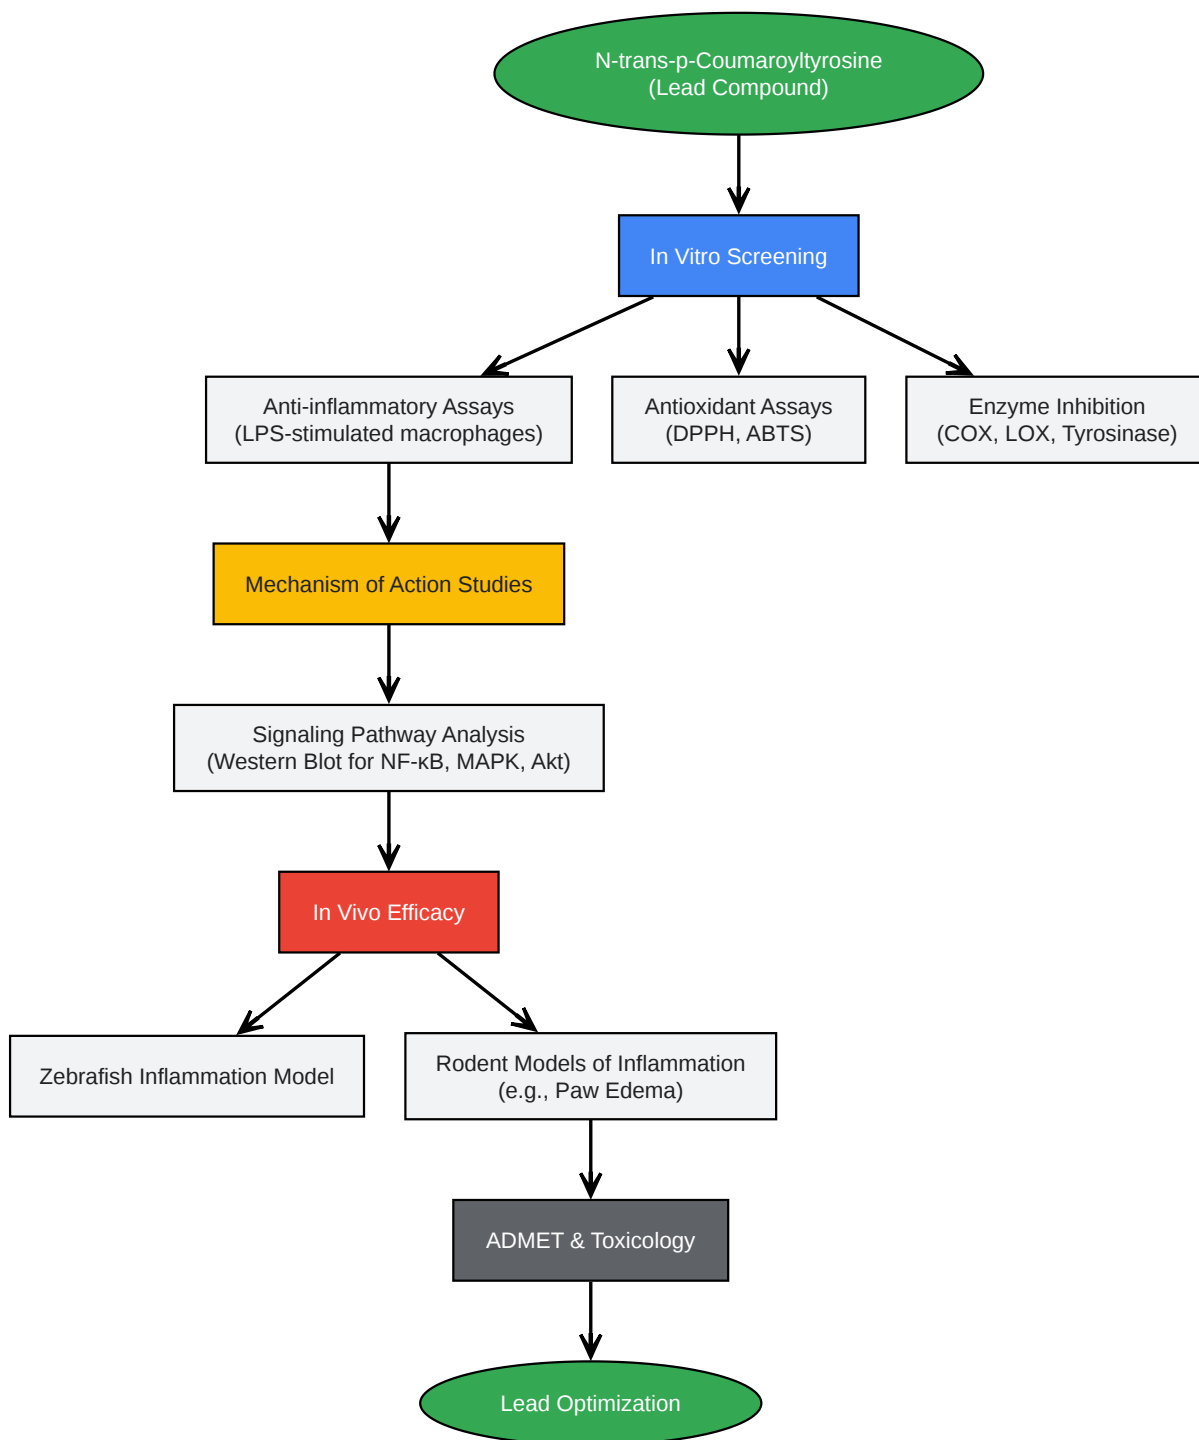 N-trans-p-Coumaroyltyrosine
(Lead Compound)
In Vitro Screening
Anti-inflammatory Assays
(LPS-stimulated macrophages)
Antioxidant Assays
(DPPH, ABTS)
Enzyme Inhibition
(COX, LOX, Tyrosinase)
Mechanism of Action Studies
Signaling Pathway Analysis
(Western Blot for NF-κB, MAPK, Akt)
In Vivo Efficacy
Zebrafish Inflammation Model
Rodent Models of Inflammation
(e.g., Paw Edema)
ADMET & Toxicology
Lead Optimization